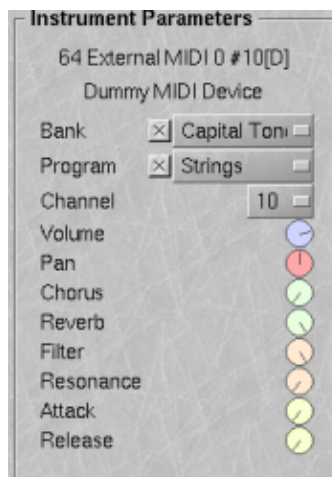 Instrument Parameters
64 External MIDI 0 #10[D]
Dummy MIDI Device
Bank Capital Ton
Program Strings
Channel 10
Volume
Pan
Chorus
Reverb
Filter
Resonance
Attack
Release